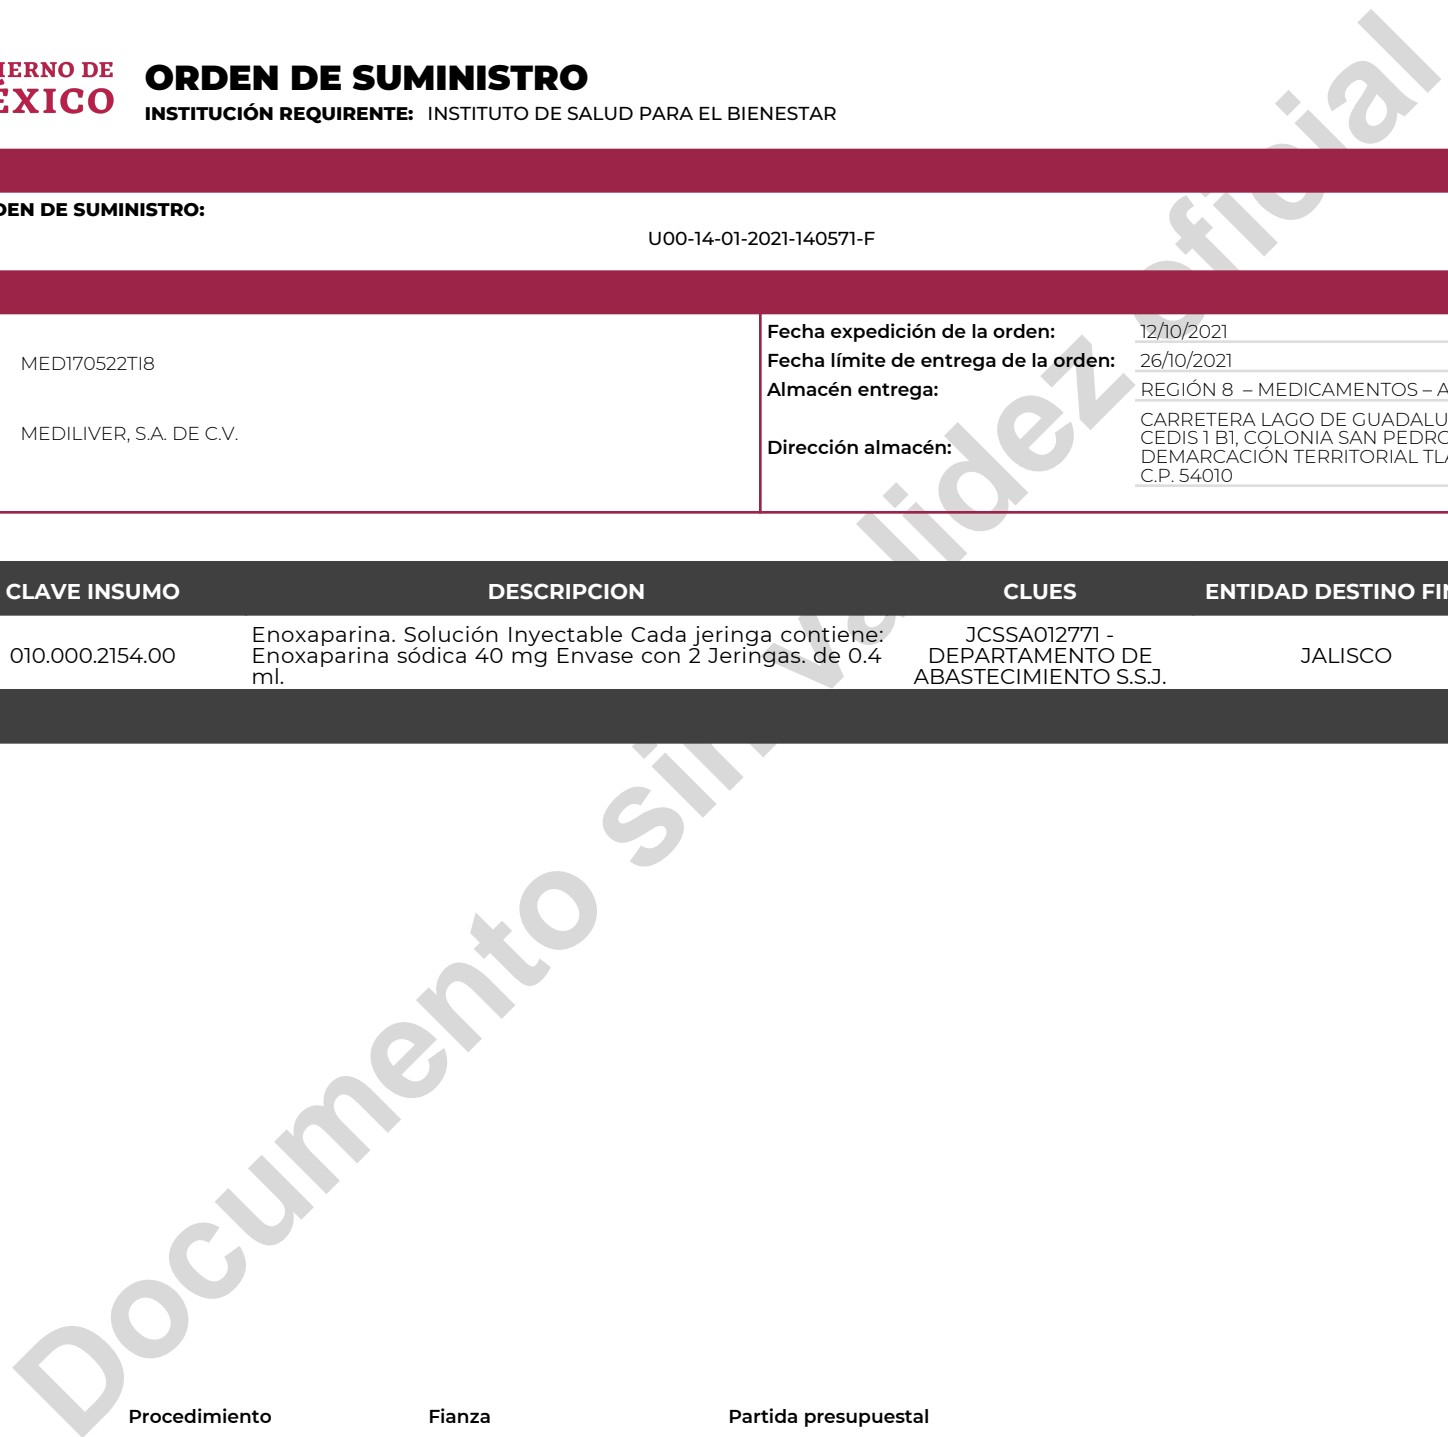 IERNO DE
ÉXICO
ORDEN DE SUMINISTRO
INSTITUCIÓN REQUIRENTE: INSTITUTO DE SALUD PARA EL BIENESTAR
DEN DE SUMINISTRO:
U00-14-01-2021-140571-F
MED170522TI8
MEDILIVER, S.A. DE C.V.
Fecha expedición de la orden: 12/10/2021
Fecha límite de entrega de la orden: 26/10/2021
Almacén entrega: REGIÓN 8 – MEDICAMENTOS – A
Dirección almacén: CARRETERA LAGO DE GUADALU
CEDIS 1 B1, COLONIA SAN PEDRO
DEMARCACIÓN TERRITORIAL TLA
C.P. 54010
CLAVE INSUMO DESCRIPCION CLUES ENTIDAD DESTINO FIN
010.000.2154.00
Enoxaparina. Solución Inyectable Cada jeringa contiene:
Enoxaparina sódica 40 mg Envase con 2 Jeringas. de 0.4
ml.
JCSSA012771 -
DEPARTAMENTO DE
ABASTECIMIENTO S.S.J.
JALISCO
Documento sin validez oficial
Procedimiento Fianza Partida presupuestal